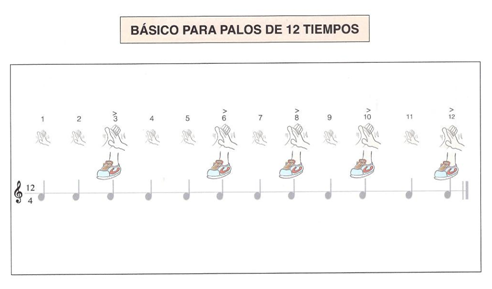 BÁSICO PARA PALOS DE 12 TIEMPOS
1 2 3 4 5 6 7 8 9 10 11 12
12
4